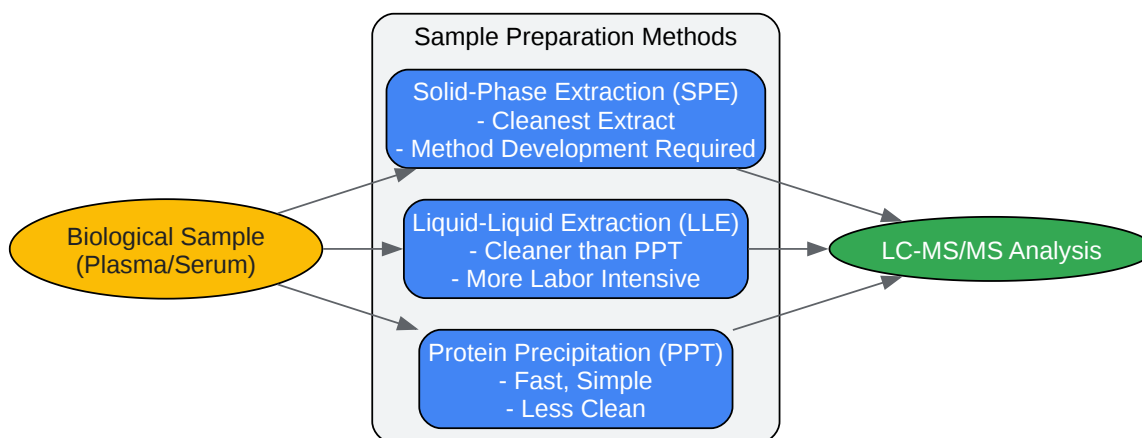 Sample Preparation Methods
Solid-Phase Extraction (SPE)
- Cleanest Extract
- Method Development Required
Biological Sample
(Plasma/Serum)
Liquid-Liquid Extraction (LLE)
- Cleaner than PPT
- More Labor Intensive
LC-MS/MS Analysis
Protein Precipitation (PPT)
- Fast, Simple
- Less Clean